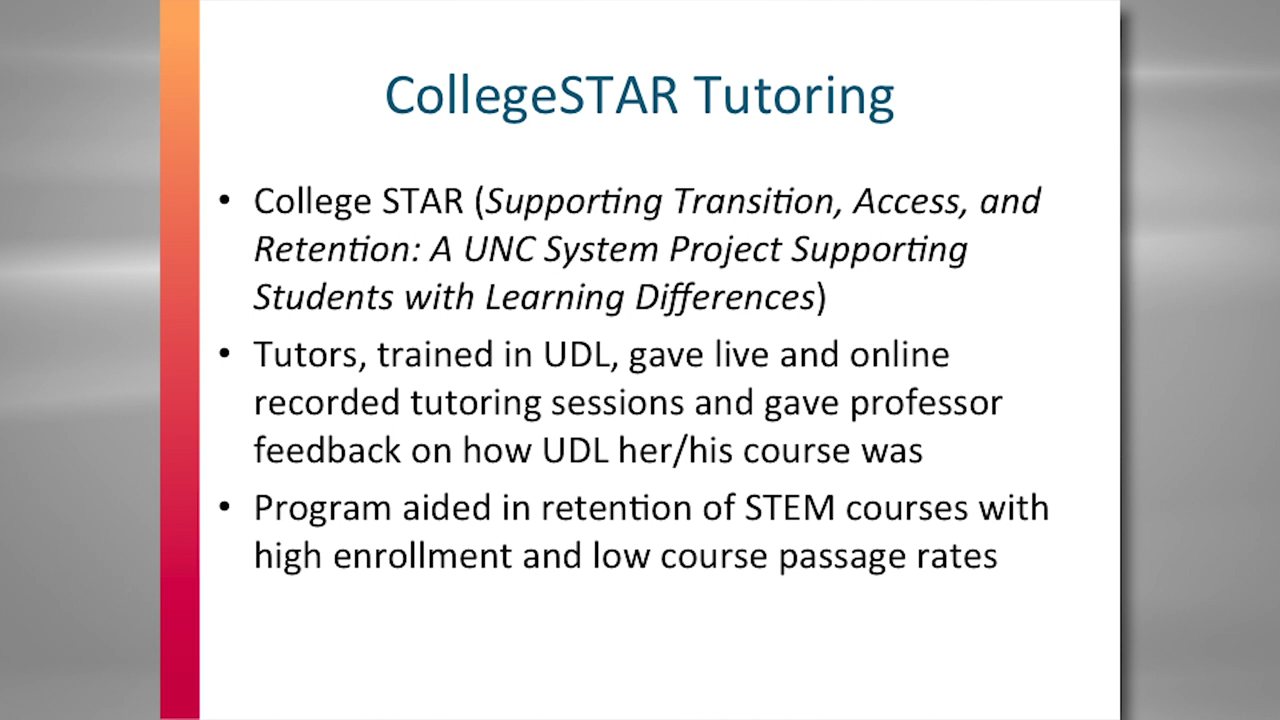 CollegeSTAR Tutoring
• College STAR (Supporting Transition, Access, and
Retention: A UNC System Project Supporting
Students with Learning Differences)
• Tutors, trained in UDL, gave live and online
recorded tutoring sessions and gave professor
feedback on how UDL her/his course was
• Program aided in retention of STEM courses with
high enrollment and low course passage rates